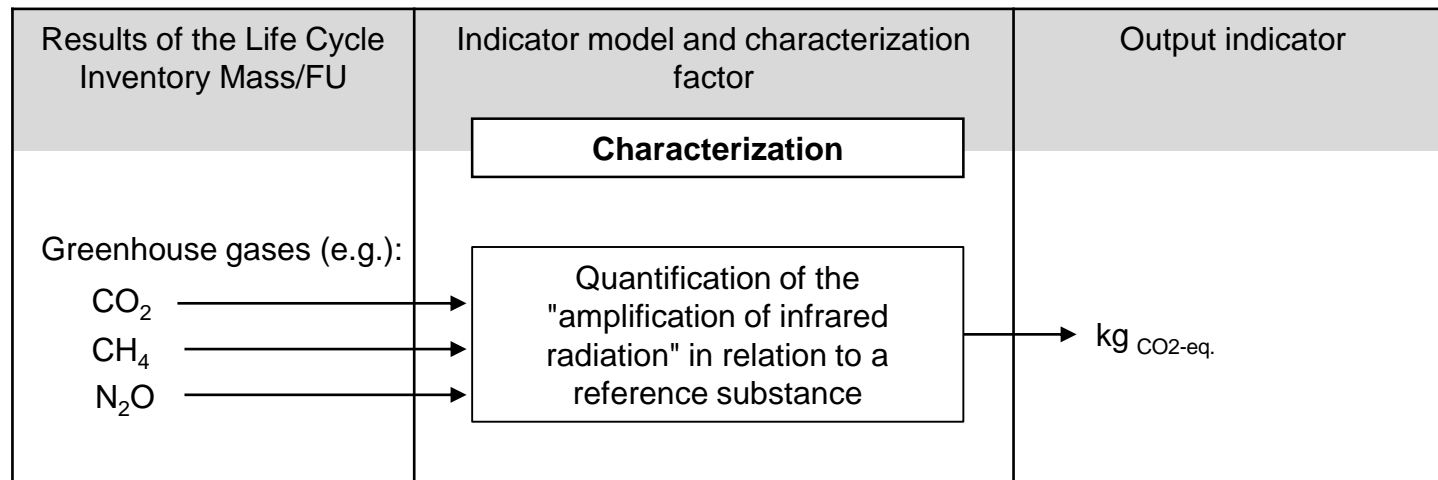 Results of the Life Cycle
Inventory Mass/FU
Indicator model and characterization
factor
Output indicator
Characterization
Greenhouse gases (e.g.):
CO₂
CH₄
N₂O
Quantification of the
"amplification of infrared
radiation" in relation to a
reference substance
kg CO2-eq.